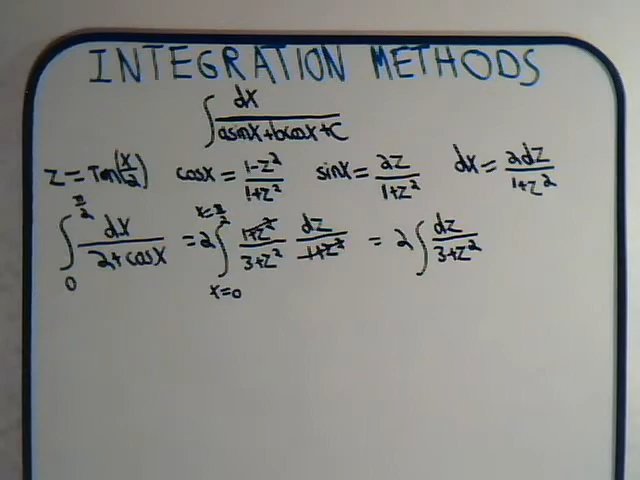 INTEGRATION METHODS
∫ dx / (asinx+bcosx+c)
z = Tan(x/2) cosx = (1-z²)/(1+z²) sinx = 2z/(1+z²) dx = 2dz/(1+z²)
∫₀^(π/2) dx/(2+cosx) = 2 ∫_(x=0)^(x=π/2) (1+z²)/(3+z²) dz/(1+z²) = 2 ∫ dz/(3+z²)